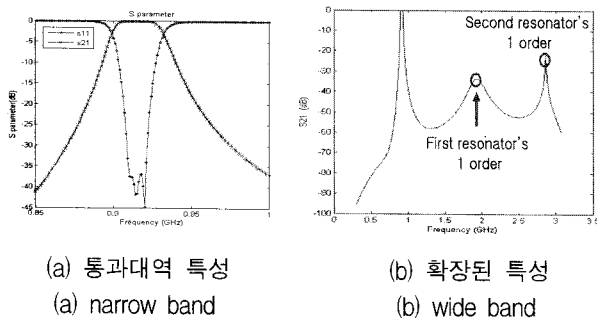 S parameter
s11
s21
S parameter(dB)
0
-5
-10
-15
-20
-25
-30
-35
-40
-45
0.85
0.9
0.95
1
Frequency (GHz)
Second resonator's
1 order
First resonator's
1 order
S21 (dB)
0
-10
-20
-30
-40
-50
-60
-70
-80
-90
-100
0
0.5
1
1.5
2
2.5
3
3.5
Frequency (GHz)
(a) 통과대역 특성
(a) narrow band
(b) 확장된 특성
(b) wide band